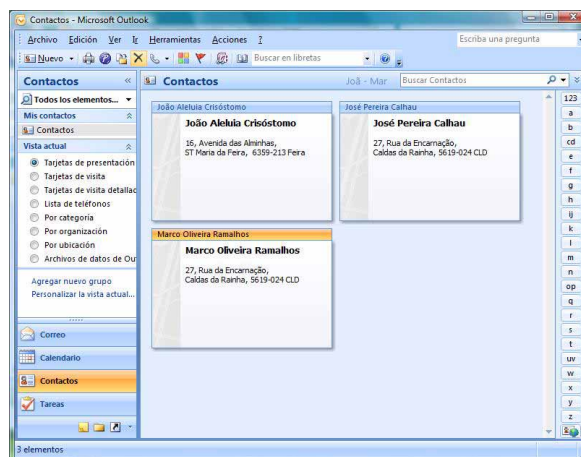 Contactos - Microsoft Outlook
Archivo Edición Ver Ir Herramientas Acciones ?
Escriba una pregunta
Nuevo
Buscar en libretas
Contactos «
Todos los elementos...
Mis contactos
Contactos
Vista actual
Tarjetas de presentación
Tarjetas de visita
Tarjetas de visita detallac
Lista de teléfonos
Por categoría
Por organización
Por ubicación
Archivos de datos de Ou
Agregar nuevo grupo
Personalizar la vista actual...
Correo
Calendario
Contactos
Tareas
Contactos
Joã - Mar
Buscar Contactos
João Aleluia Crisóstomo
João Aleluia Crisóstomo
16, Avenida das Alminhas,
ST Maria da Feira, 6359-213 Feira
José Pereira Calhau
José Pereira Calhau
27, Rua da Encarnação,
Caldas da Rainha, 5619-024 CLD
Marco Oliveira Ramalhos
Marco Oliveira Ramalhos
27, Rua da Encarnação,
Caldas da Rainha, 5619-024 CLD
123
a
b
cd
e
f
g
h
ij
k
l
m
n
op
q
r
s
t
uv
w
x
y
z
3 elementos